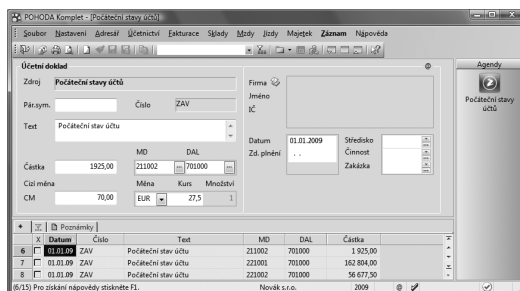 POHODA Komplet - [Počáteční stavy účtů]
Soubor Nastavení Adresář Účetnictví Fakturace Sklady Mzdy Jízdy Majetek Záznam Nápověda
Účetní doklad @
Agendy
Zdroj Počáteční stavy účtů
Firma
Jméno
IČ
Počáteční stavy účtů
Pár.sym. Číslo ZAV
Text Počáteční stav účtu
Datum 01.01.2009 Středisko
Zd. plnění . . Činnost
Zakázka
MD DAL
Částka 1925,00 211002 ... 701000 ...
Cizí měna Měna Kurs Množství
CM 70,00 EUR 27,5 1
* Poznámky
X Datum Číslo Text MD DAL Částka
6 01.01.09 ZAV Počáteční stav účtu 211002 701000 1 925,00
7 01.01.09 ZAV Počáteční stav účtu 221001 701000 162 804,00
8 01.01.09 ZAV Počáteční stav účtu 221002 701000 56 677,50
(6/15) Pro získání nápovědy stiskněte F1. Novák s.r.o. 2009 @